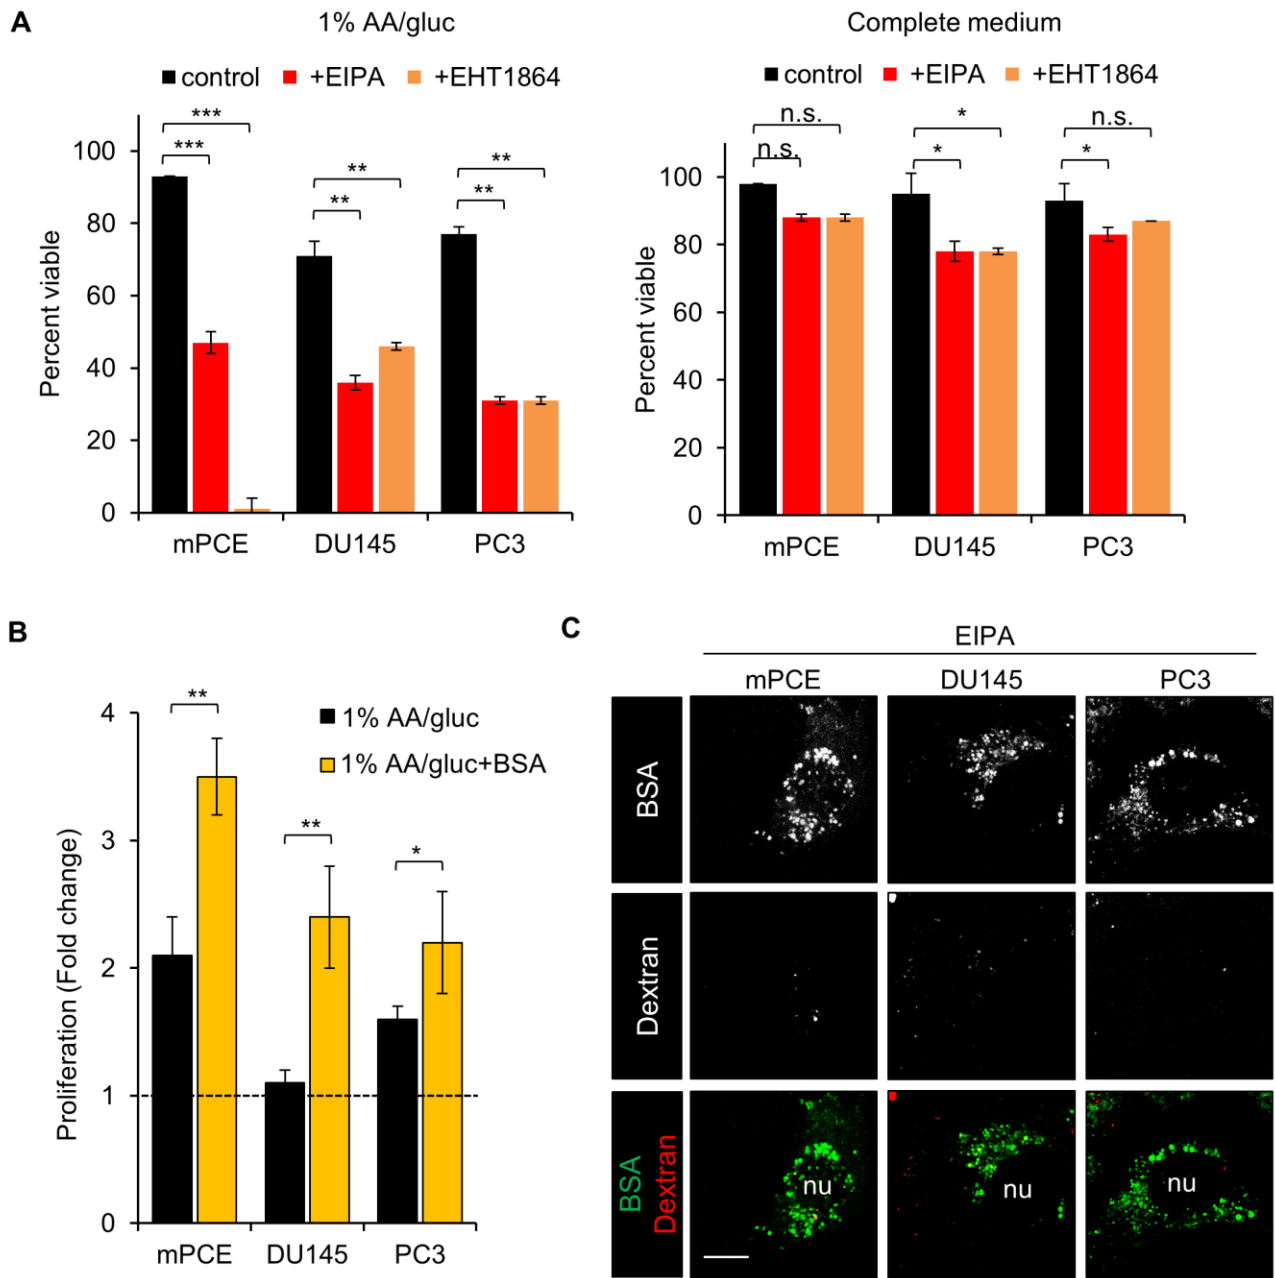 A
1% AA/gluc
control +EIPA +EHT1864
***
***
**
**
**
**
Percent viable
100
80
60
40
20
0
mPCE DU145 PC3
Complete medium
control +EIPA +EHT1864
n.s.
n.s.
*
*
n.s.
*
Percent viable
100
80
60
40
20
0
mPCE DU145 PC3
B
1% AA/gluc
1% AA/gluc+BSA
**
**
*
Proliferation (Fold change)
4
3
2
1
0
mPCE DU145 PC3
C
EIPA
mPCE DU145 PC3
BSA
Dextran
BSA
Dextran
nu nu nu